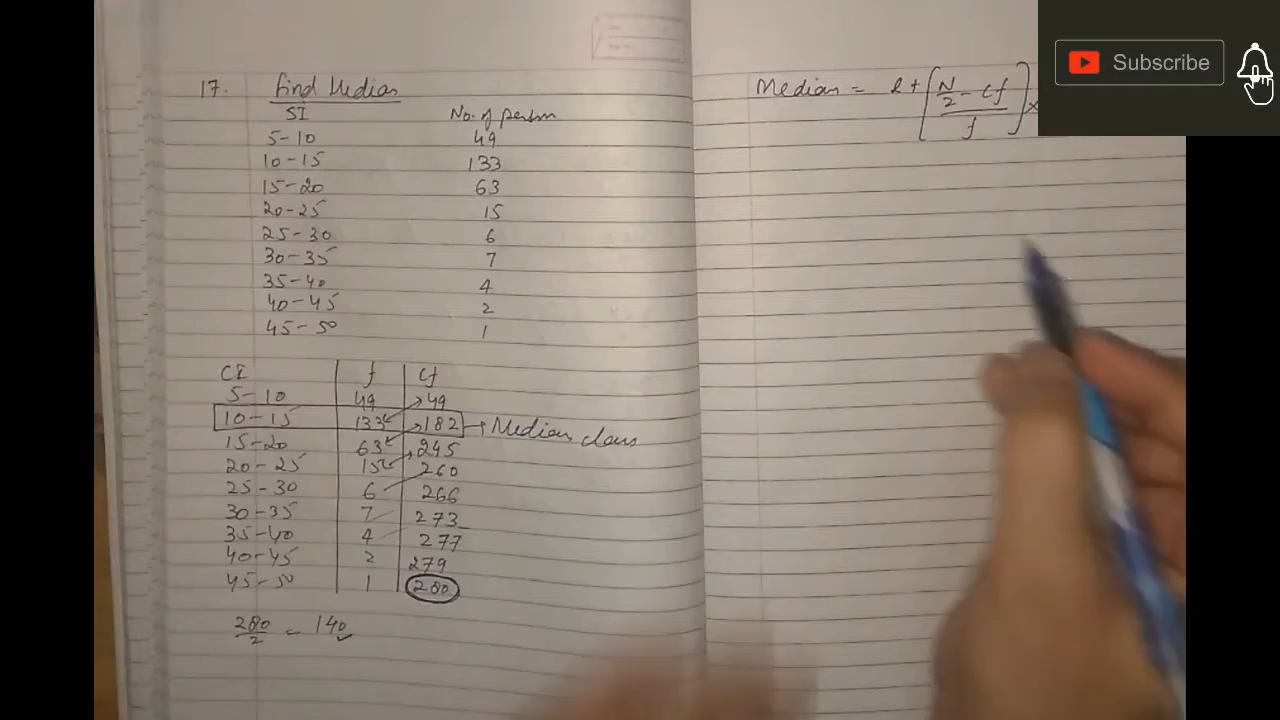 17. Find Median
SI No. of person
5-10 49
10-15 133
15-20 63
20-25 15
25-30 6
30-35 7
35-40 4
40-45 2
45-50 1
CI f cf
5-10 49 49
10-15 133 182 → Median class
15-20 63 245
20-25 15 260
25-30 6 266
30-35 7 273
35-40 4 277
40-45 2 279
45-50 1 280
280/2 = 140
Median = l + [N/2 - cf / f] ×
Subscribe